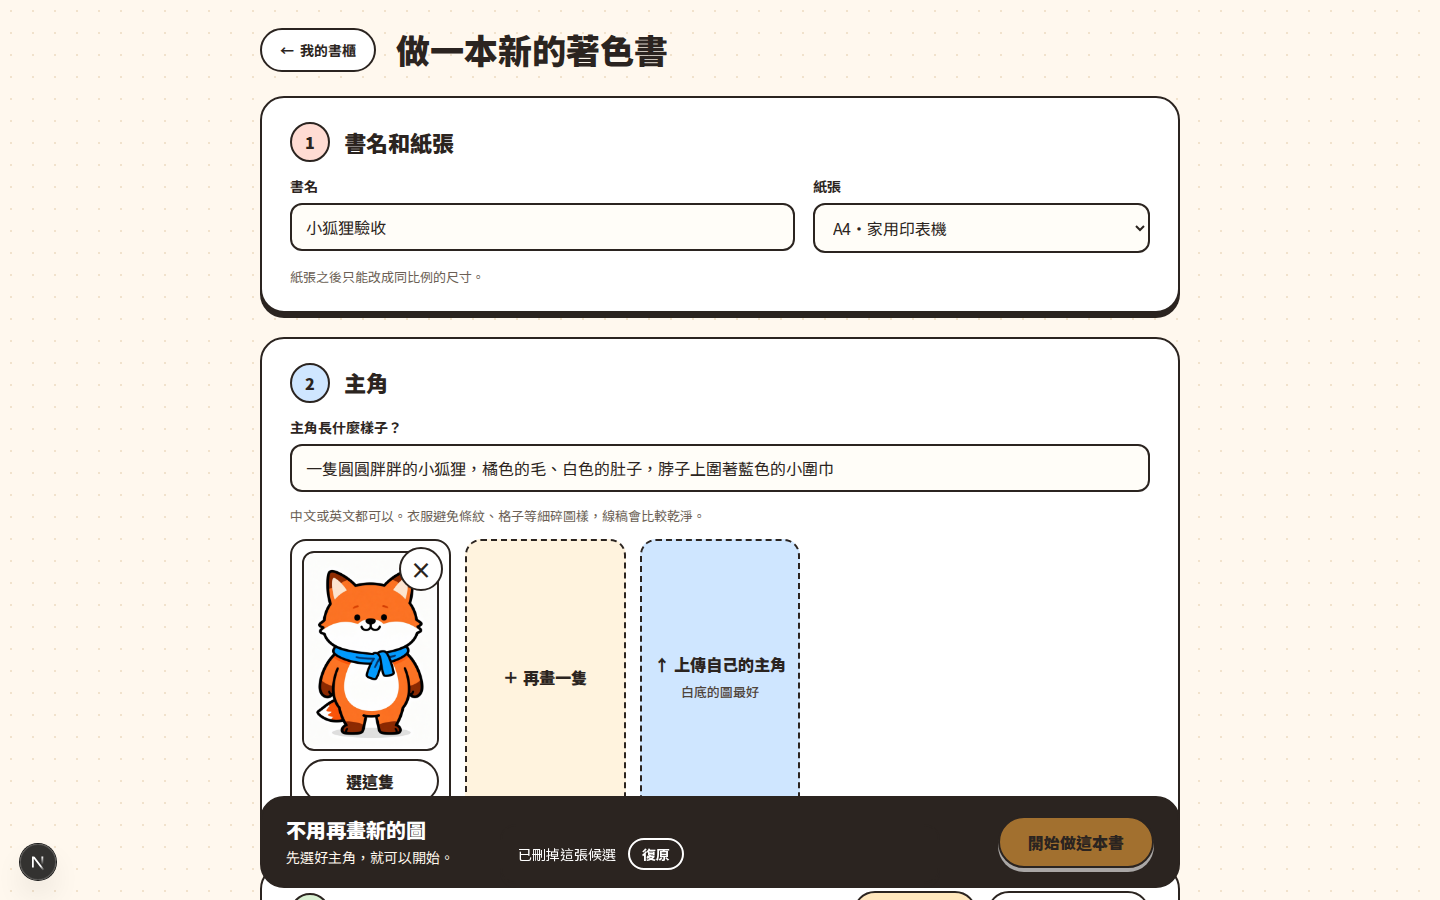 ← 我的書櫃
做一本新的著色書
1
書名和紙張
書名
紙張
小狐狸驗收
A4・家用印表機
紙張之後只能改成同比例的尺寸。
2
主角
主角長什麼樣子？
一隻圓圓胖胖的小狐狸，橘色的毛、白色的肚子，脖子上圍著藍色的小圍巾
中文或英文都可以。衣服避免條紋、格子等細碎圖樣，線稿會比較乾淨。
×
＋ 再畫一隻
↑ 上傳自己的主角
白底的圖最好
選這隻
不用再畫新的圖
先選好主角，就可以開始。
已刪掉這張候選
復原
開始做這本書
N